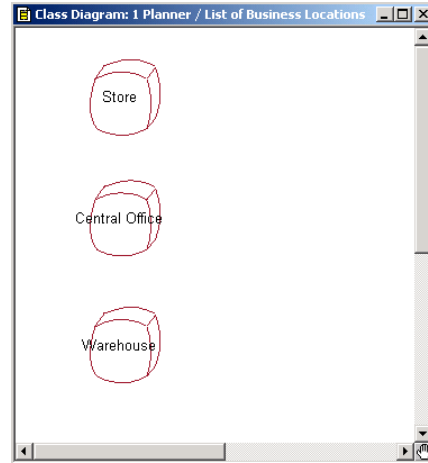 Class Diagram: 1 Planner / List of Business Locations
Store
Central Office
Warehouse